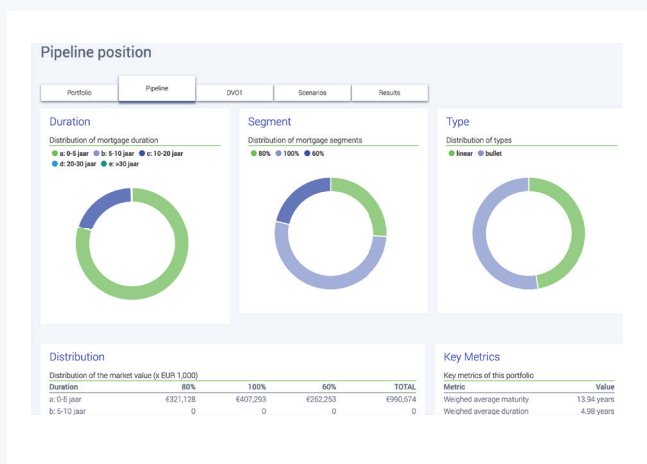 Pipeline position
Portfolio Pipeline DVO1 Scenarios Results
Duration
Distribution of mortgage duration
a: 0-5 jaar b: 5-10 jaar c: 10-20 jaar
d: 20-30 jaar e: >30 jaar
Segment
Distribution of mortgage segments
80% 100% 60%
Type
Distribution of types
linear bullet
Distribution
Distribution of the market value (x EUR 1,000)
Duration 80% 100% 60% TOTAL
a: 0-5 jaar €321,128 €407,293 €262,253 €990,674
b: 5-10 jaar 0 0 0 0
Key Metrics
Key metrics of this portfolio
Metric Value
Weighed average maturity 13.94 years
Weighed average duration 4.98 years